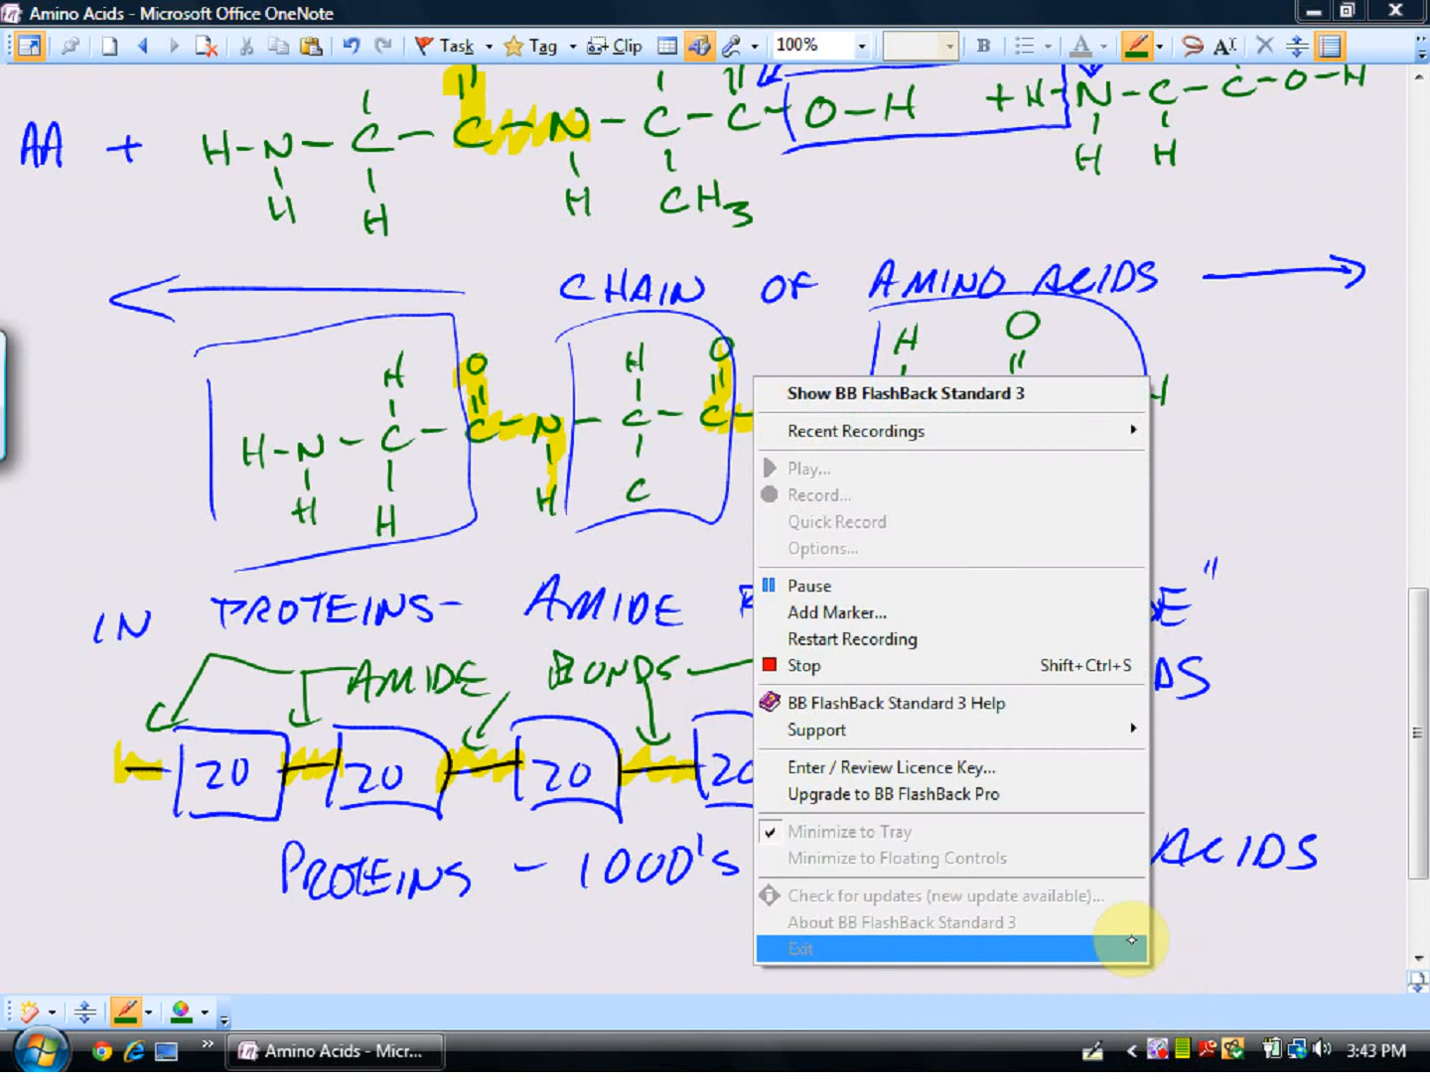 Amino Acids - Microsoft Office OneNote
Task Tag Clip 100% B A A
AA + H-N-C-C-N-C-C-O-H +H-N-C-C-O-H
H H H CH3 H H
CHAIN OF AMINO ACIDS
H O H O H O
H-N-C-C-N-C-C H
H H H C
IN PROTEINS- AMIDE DE"
AMIDE BONDS DS
20 20 20 20
PROTEINS - 1000's ACIDS
Show BB FlashBack Standard 3
Recent Recordings
Play...
Record...
Quick Record
Options...
Pause
Add Marker...
Restart Recording
Stop Shift+Ctrl+S
BB FlashBack Standard 3 Help
Support
Enter / Review Licence Key...
Upgrade to BB FlashBack Pro
Minimize to Tray
Minimize to Floating Controls
Check for updates (new update available)...
About BB FlashBack Standard 3
Exit
Amino Acids - Micr...
3:43 PM